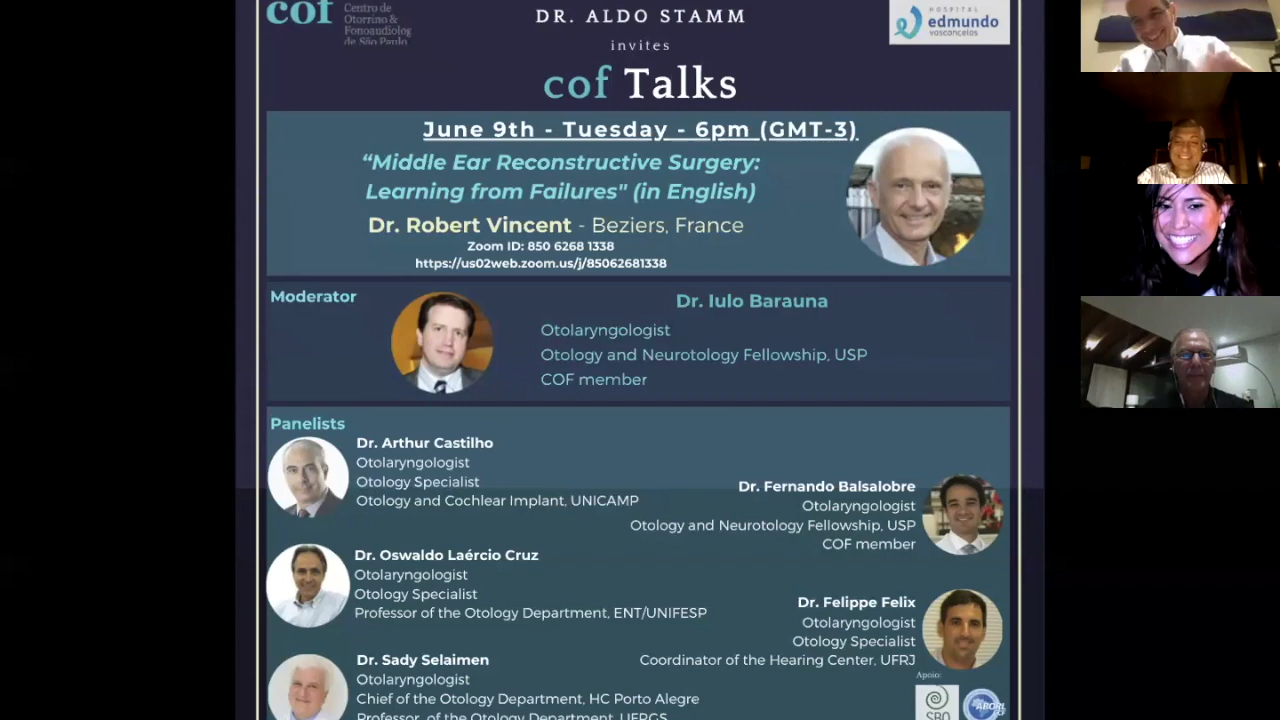 cof
Centro de
Otorrino &
Fonoaudiolog
de São Paulo
DR. ALDO STAMM
invites
cof Talks
HOSPITAL
edmundo
vasconcelos
June 9th - Tuesday - 6pm (GMT-3)
“Middle Ear Reconstructive Surgery:
Learning from Failures" (in English)
Dr. Robert Vincent - Beziers, France
Zoom ID: 850 6268 1338
https://us02web.zoom.us/j/85062681338
Moderator
Dr. Iulo Barauna
Otolaryngologist
Otology and Neurotology Fellowship, USP
COF member
Panelists
Dr. Arthur Castilho
Otolaryngologist
Otology Specialist
Otology and Cochlear Implant, UNICAMP
Dr. Fernando Balsalobre
Otolaryngologist
Otology and Neurotology Fellowship, USP
COF member
Dr. Oswaldo Laércio Cruz
Otolaryngologist
Otology Specialist
Professor of the Otology Department, ENT/UNIFESP
Dr. Felippe Felix
Otolaryngologist
Otology Specialist
Coordinator of the Hearing Center, UFRJ
Dr. Sady Selaimen
Otolaryngologist
Chief of the Otology Department, HC Porto Alegre
Professor of the Otology Department, UFRGS
Apoio:
SBO